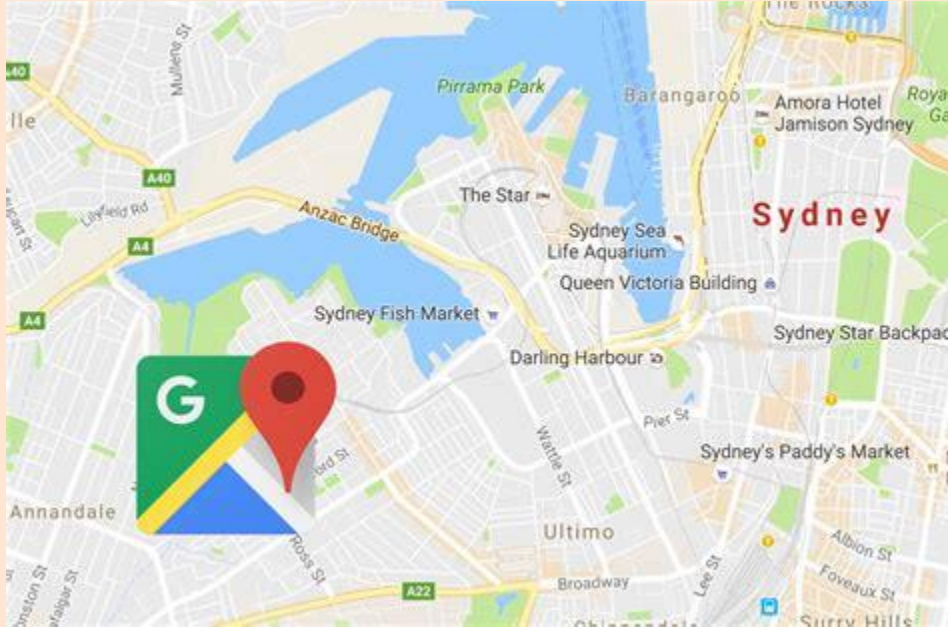 The Rocks
A40
Mullens St
Pirrama Park
Barangaroo
Amora Hotel
Jamison Sydney
lle
A40
Lilyfield Rd
The Star
Anzac Bridge
Sydney
A4
Sydney Sea
Life Aquarium
Queen Victoria Building
A4
Sydney Fish Market
Sydney Star Backpac
Darling Harbour
G
Pier St
Wattle St
Sydney's Paddy's Market
ford St
Annandale
Ultimo
Ross St
Albion St
Broadway
Lee St
Foveaux St
A22
Surry Hills